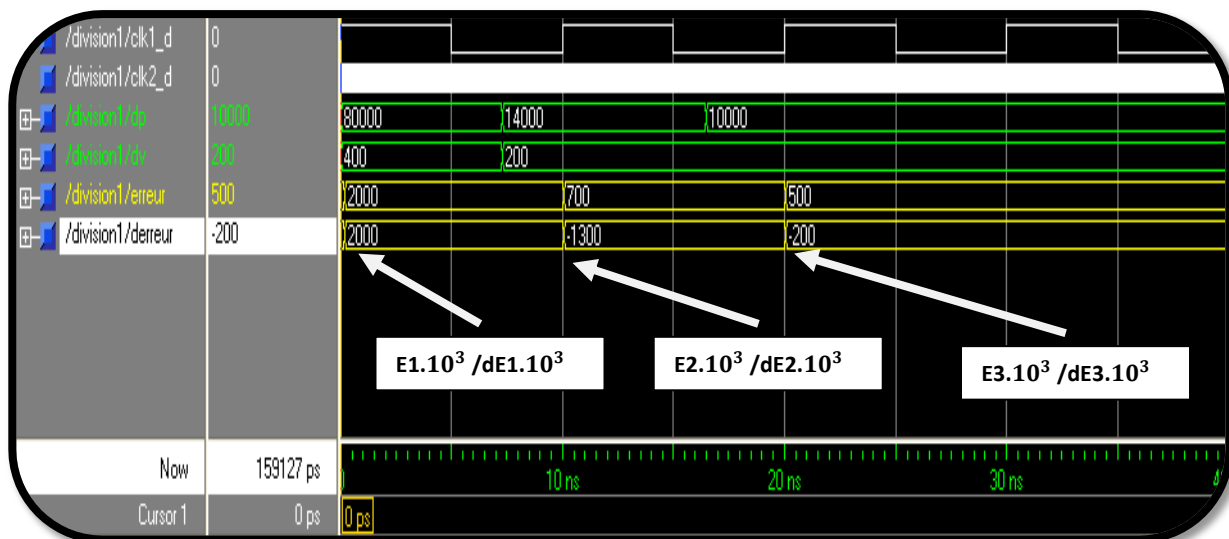 /division1/clk1_d 0
/division1/clk2_d 0
/division1/dp 10000 80000 14000 10000
/division1/dv 200 400 200
/division1/erreur 500 2000 700 500
/division1/derreur -200 2000 -1300 -200
E1.10³ /dE1.10³ E2.10³ /dE2.10³ E3.10³ /dE3.10³
Now 159127 ps 10 ns 20 ns 30 ns
Cursor 1 0 ps 0 ps